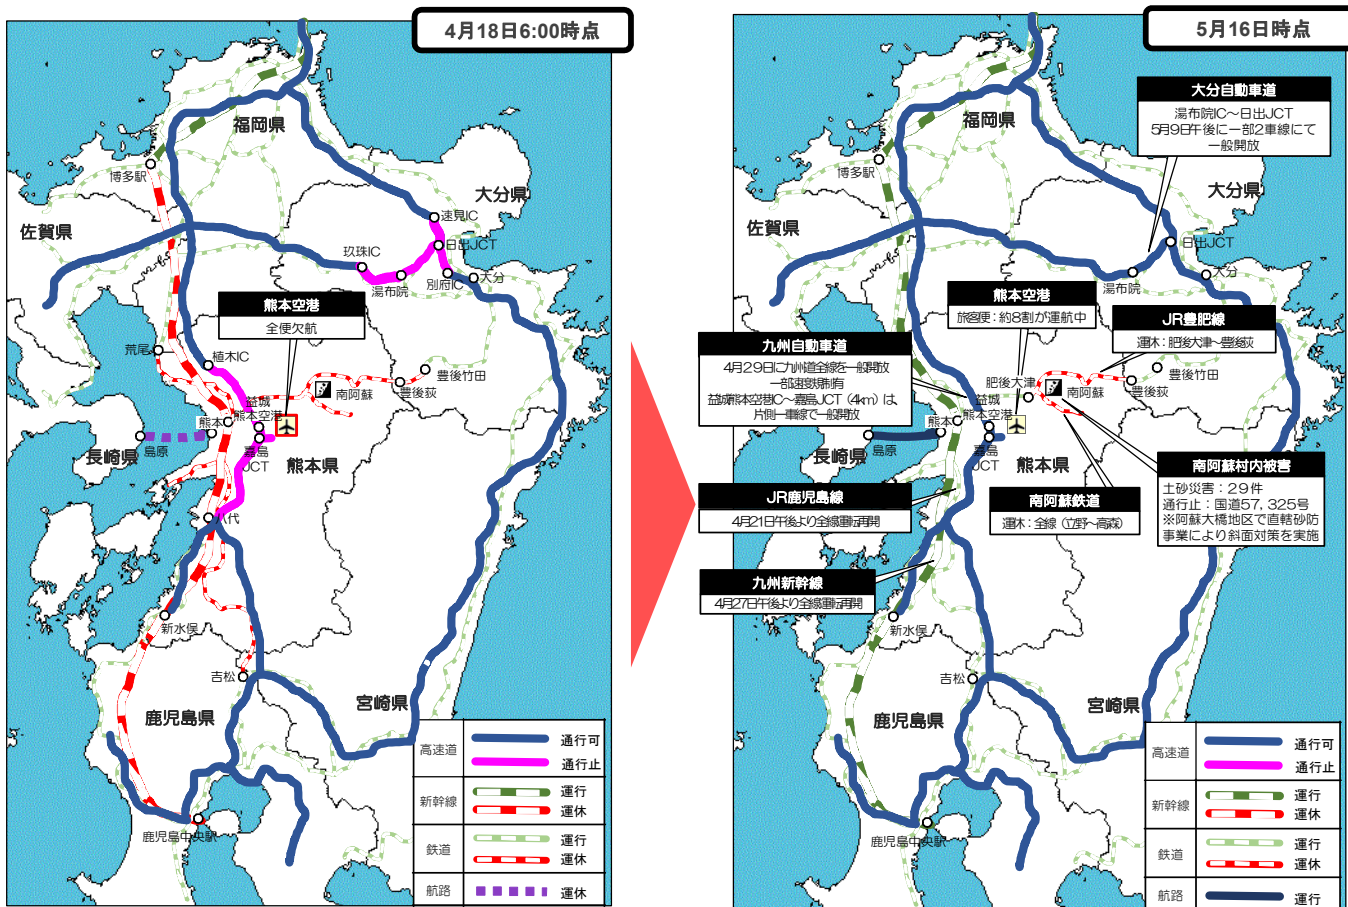 4月18日6:00時点
福岡県
博多駅
佐賀県
大分県
速見IC
日出JCT
玖珠IC
湯布院
別府IC
大分
熊本空港
全便欠航
荒尾
植木IC
豊後竹田
豊後荻
南阿蘇
益城
熊本空港
熊本
嘉島
JCT
島原
長崎県
熊本県
八代
新水俣
吉松
宮崎県
鹿児島県
鹿児島中央駅
高速道
通行可
通行止
新幹線
運行
運休
鉄道
運行
運休
航路
運休
5月16日時点
大分自動車道
湯布院IC～日出JCT
5月9日午後に一部2車線にて
一般開放
福岡県
博多駅
佐賀県
大分県
日出JCT
湯布院
大分
熊本空港
旅客便：約8割が運航中
JR豊肥線
運休：肥後大津～豊後荻
九州自動車道
4月29日に九州道全線を一般開放
一部速度規制有
益城熊本空港IC～嘉島JCT（4km）は
片側一車線で一般開放
豊後竹田
豊後荻
肥後大津
南阿蘇
益城
熊本空港
熊本
嘉島
JCT
島原
長崎県
熊本県
南阿蘇村内被害
土砂災害：29件
通行止：国道57, 325号
※阿蘇大橋地区で直轄砂防
事業により斜面対策を実施
JR鹿児島線
4月21日午後より全線運転再開
南阿蘇鉄道
運休：全線（立野～高森）
九州新幹線
4月27日午後より全線運転再開
新水俣
吉松
宮崎県
鹿児島県
鹿児島中央駅
高速道
通行可
通行止
新幹線
運行
運休
鉄道
運行
運休
航路
運行